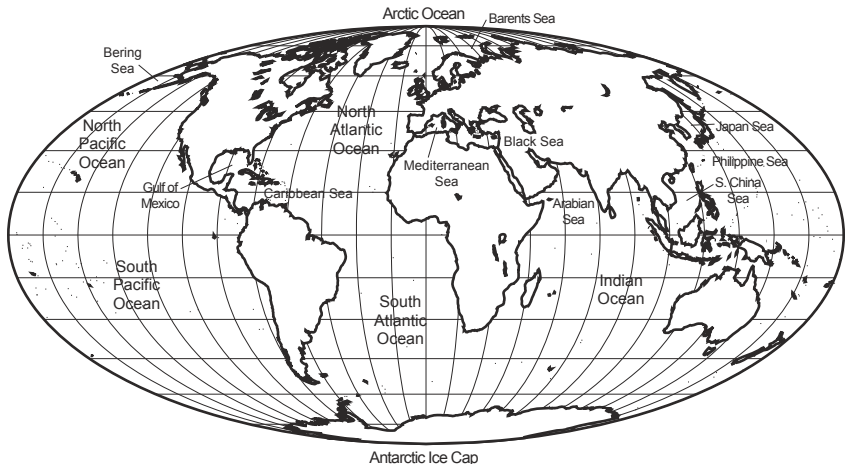 Arctic Ocean
Barents Sea
Bering
Sea
North
Pacific
Ocean
North
Atlantic
Ocean
Japan Sea
Black Sea
Philippine Sea
Mediterranean
Sea
S. China
Sea
Gulf of
Mexico
Caribbean Sea
Arabian
Sea
South
Pacific
Ocean
Indian
Ocean
South
Atlantic
Ocean
Antarctic Ice Cap